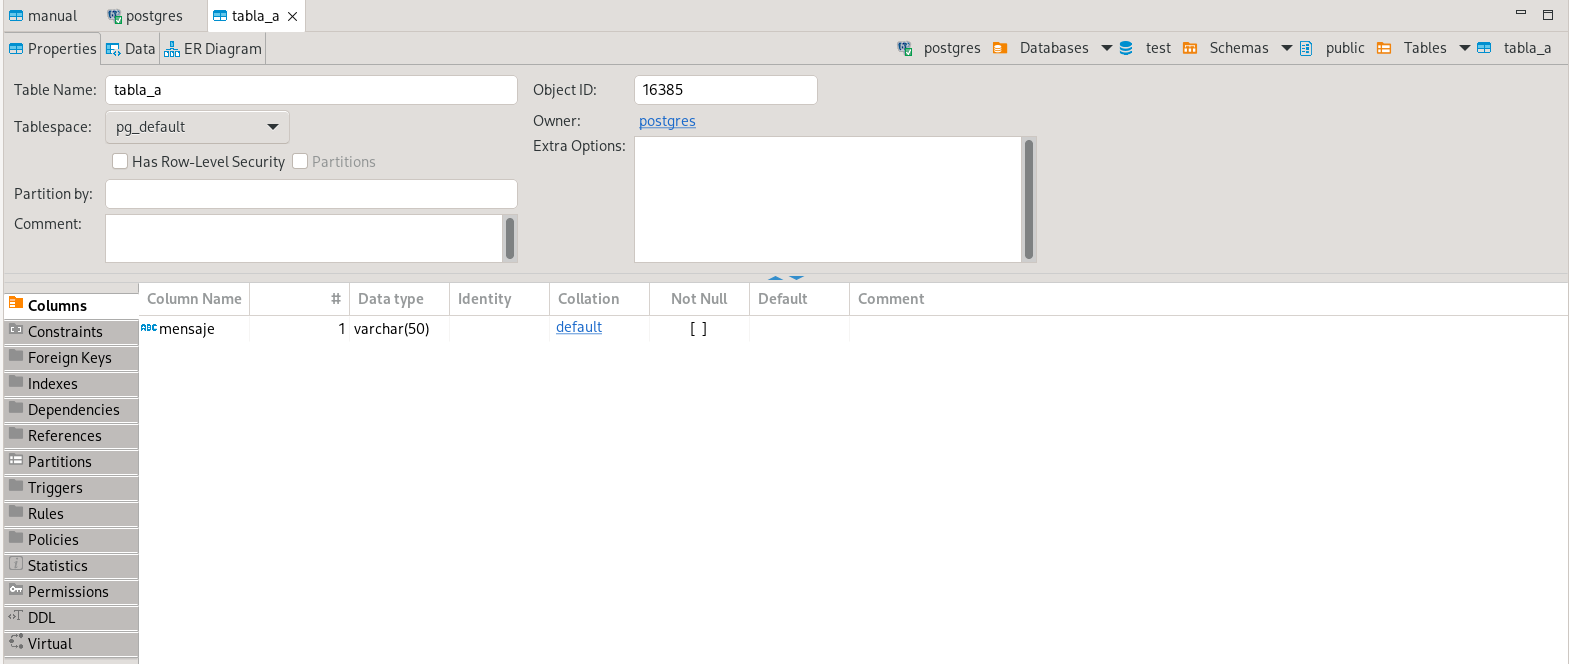 manual postgres tabla_a
Properties Data ER Diagram postgres Databases test Schemas public Tables tabla_a
Table Name: tabla_a Object ID: 16385
Tablespace: pg_default Owner: postgres
Extra Options:
Has Row-Level Security Partitions
Partition by:
Comment:
Column Name # Data type Identity Collation Not Null Default Comment
ABC mensaje 1 varchar(50) default [ ]
Columns
Constraints
Foreign Keys
Indexes
Dependencies
References
Partitions
Triggers
Rules
Policies
Statistics
Permissions
DDL
Virtual